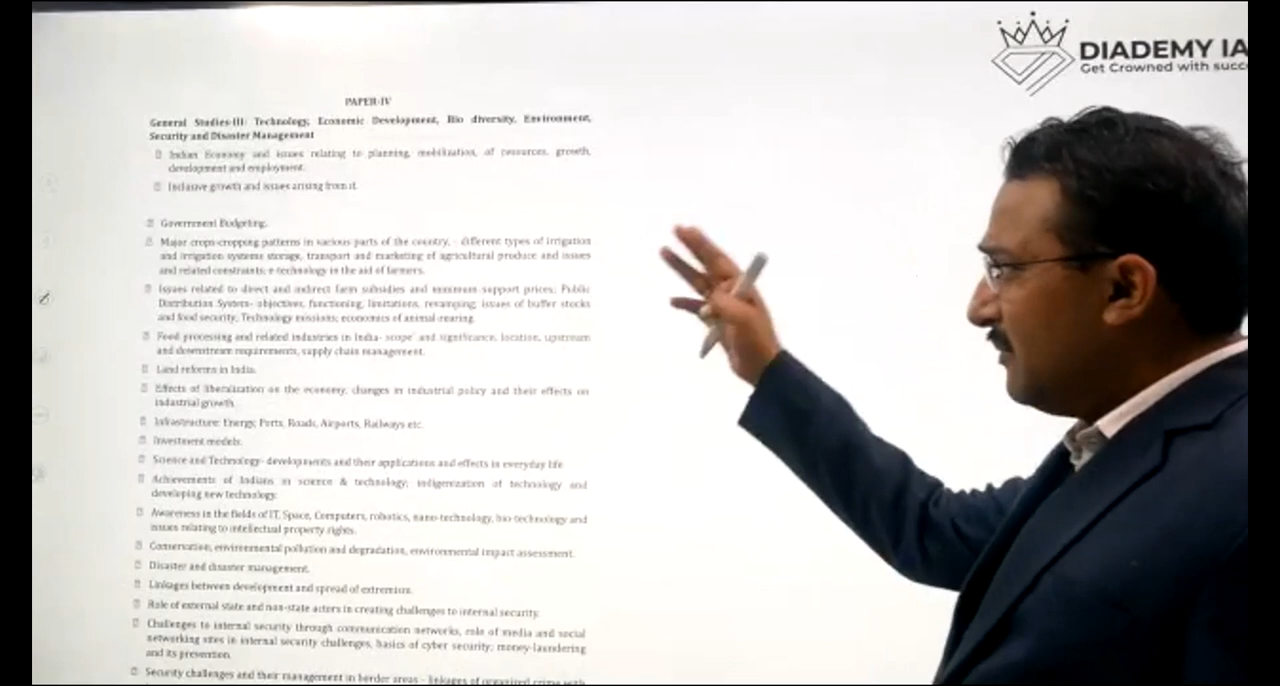 DIADEMY IA
Get Crowned with succ
PAPER-IV
General Studies-III: Technology, Economic Development, Bio diversity, Environment,
Security and Disaster Management
Indian Economy and issues relating to planning, mobilization, of resources, growth,
development and employment.
Inclusive growth and issues arising from it.
Government Budgeting.
Major crops-cropping patterns in various parts of the country, - different types of irrigation
and irrigation systems storage, transport and marketing of agricultural produce and issues
and related constraints; e-technology in the aid of farmers.
Issues related to direct and indirect farm subsidies and minimum support prices; Public
Distribution System- objectives, functioning, limitations, revamping; issues of buffer stocks
and food security; Technology missions; economics of animal-rearing.
Food processing and related industries in India- scope' and significance, location, upstream
and downstream requirements, supply chain management.
Land reforms in India.
Effects of liberalization on the economy, changes in industrial policy and their effects on
industrial growth.
Infrastructure: Energy, Ports, Roads, Airports, Railways etc.
Investment models.
Science and Technology- developments and their applications and effects in everyday life
Achievements of Indians in science & technology; indigenization of technology and
developing new technology.
Awareness in the fields of IT, Space, Computers, robotics, nano-technology, bio-technology and
issues relating to intellectual property rights.
Conservation, environmental pollution and degradation, environmental impact assessment.
Disaster and disaster management.
Linkages between development and spread of extremism.
Role of external state and non-state actors in creating challenges to internal security.
Challenges to internal security through communication networks, role of media and social
networking sites in internal security challenges, basics of cyber security; money-laundering
and its prevention.
Security challenges and their management in border areas - linkages of organized crime with